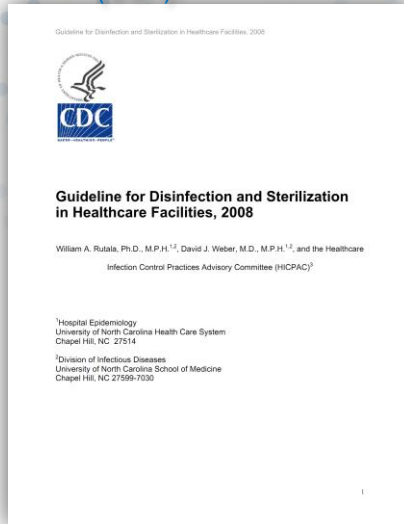 Guideline for Disinfection and Sterilization in Healthcare Facilities, 2008
CDC
SAFER • HEALTHIER • PEOPLE™
Guideline for Disinfection and Sterilization
in Healthcare Facilities, 2008
William A. Rutala, Ph.D., M.P.H.1,2, David J. Weber, M.D., M.P.H.1,2, and the Healthcare
Infection Control Practices Advisory Committee (HICPAC)3
1Hospital Epidemiology
University of North Carolina Health Care System
Chapel Hill, NC 27514
2Division of Infectious Diseases
University of North Carolina School of Medicine
Chapel Hill, NC 27599-7030
1